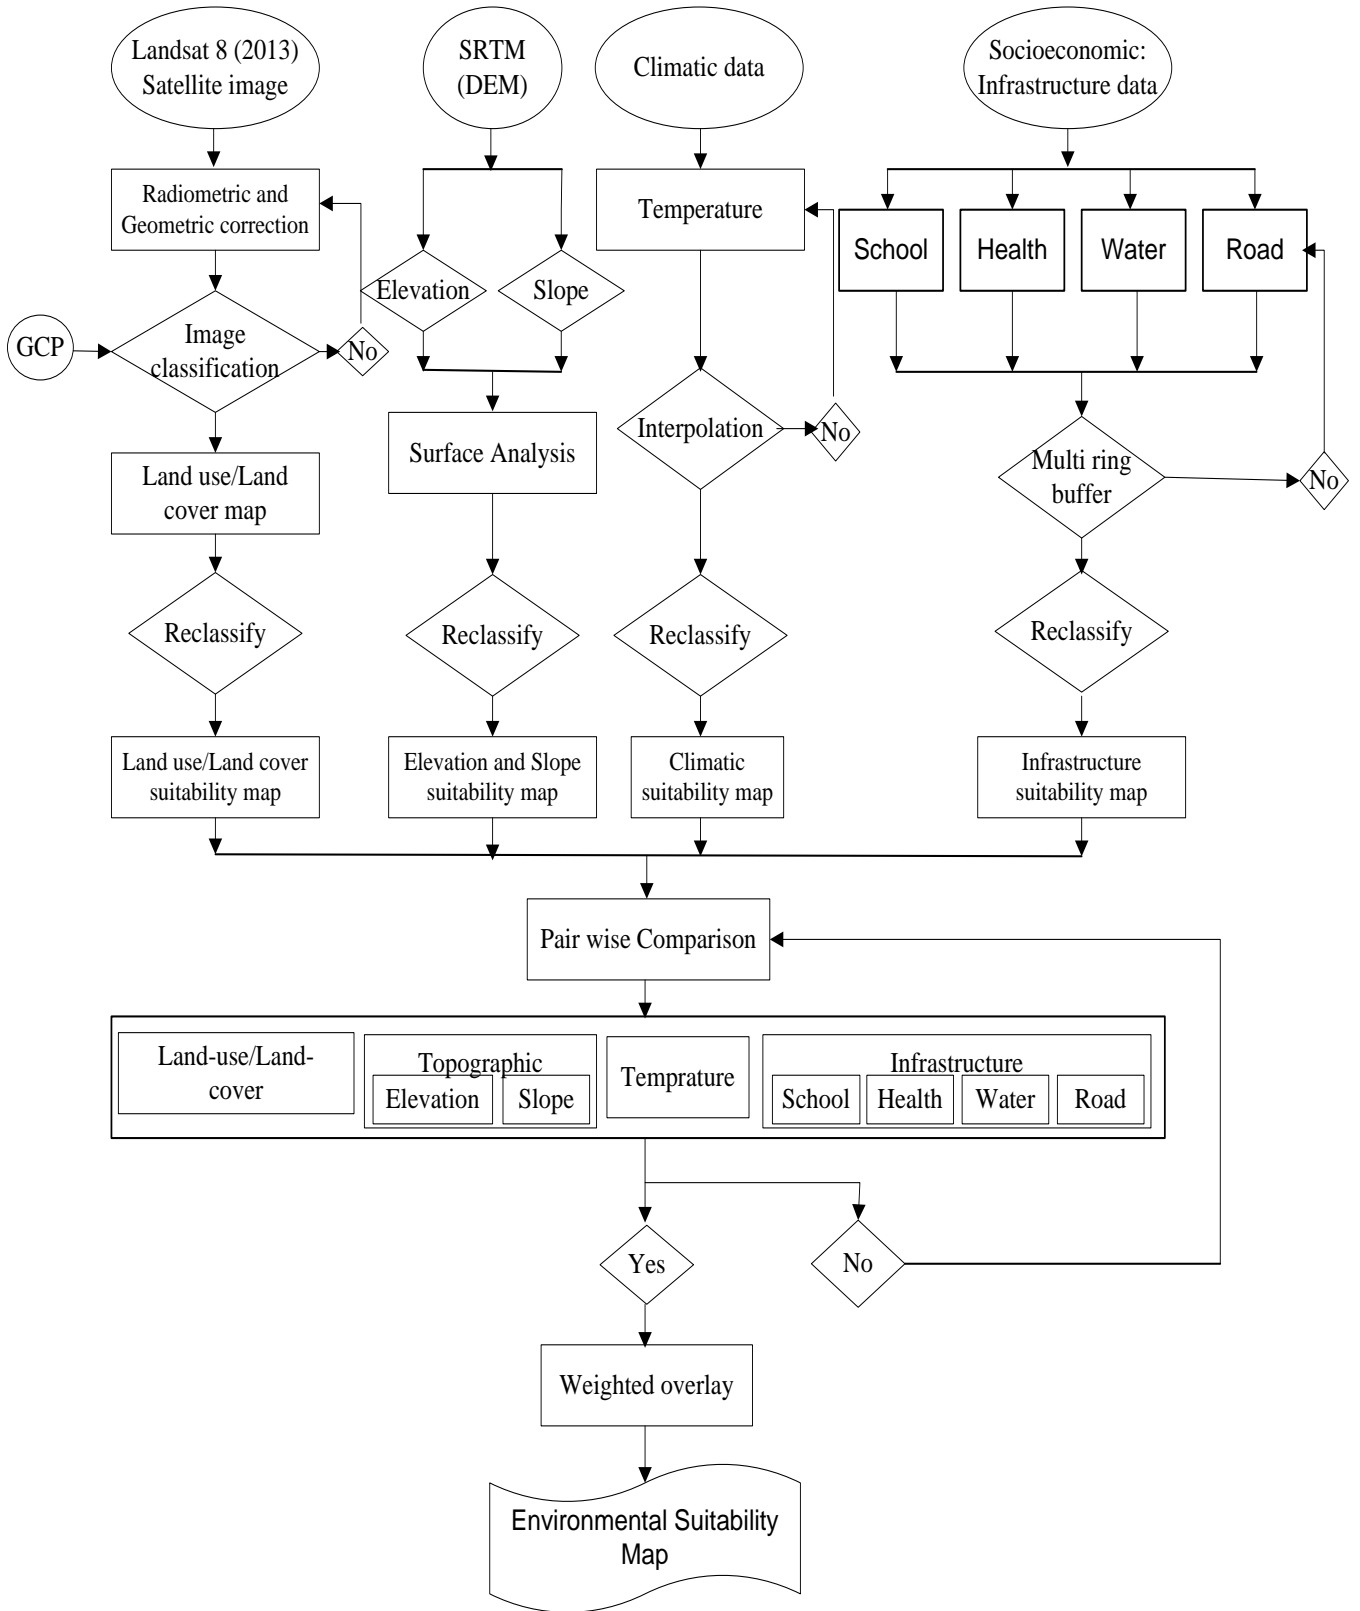 Landsat 8 (2013)
Satellite image
SRTM
(DEM)
Climatic data
Socioeconomic:
Infrastructure data
Radiometric and
Geometric correction
Temperature
School
Health
Water
Road
Elevation
Slope
GCP
Image
classification
No
Surface Analysis
Interpolation
No
Multi ring
buffer
No
Land use/Land
cover map
Reclassify
Reclassify
Reclassify
Reclassify
Land use/Land cover
suitability map
Elevation and Slope
suitability map
Climatic
suitability map
Infrastructure
suitability map
Pair wise Comparison
Land-use/Land-
cover
Topographic
Elevation
Slope
Temprature
Infrastructure
School
Health
Water
Road
Yes
No
Weighted overlay
Environmental Suitability
Map